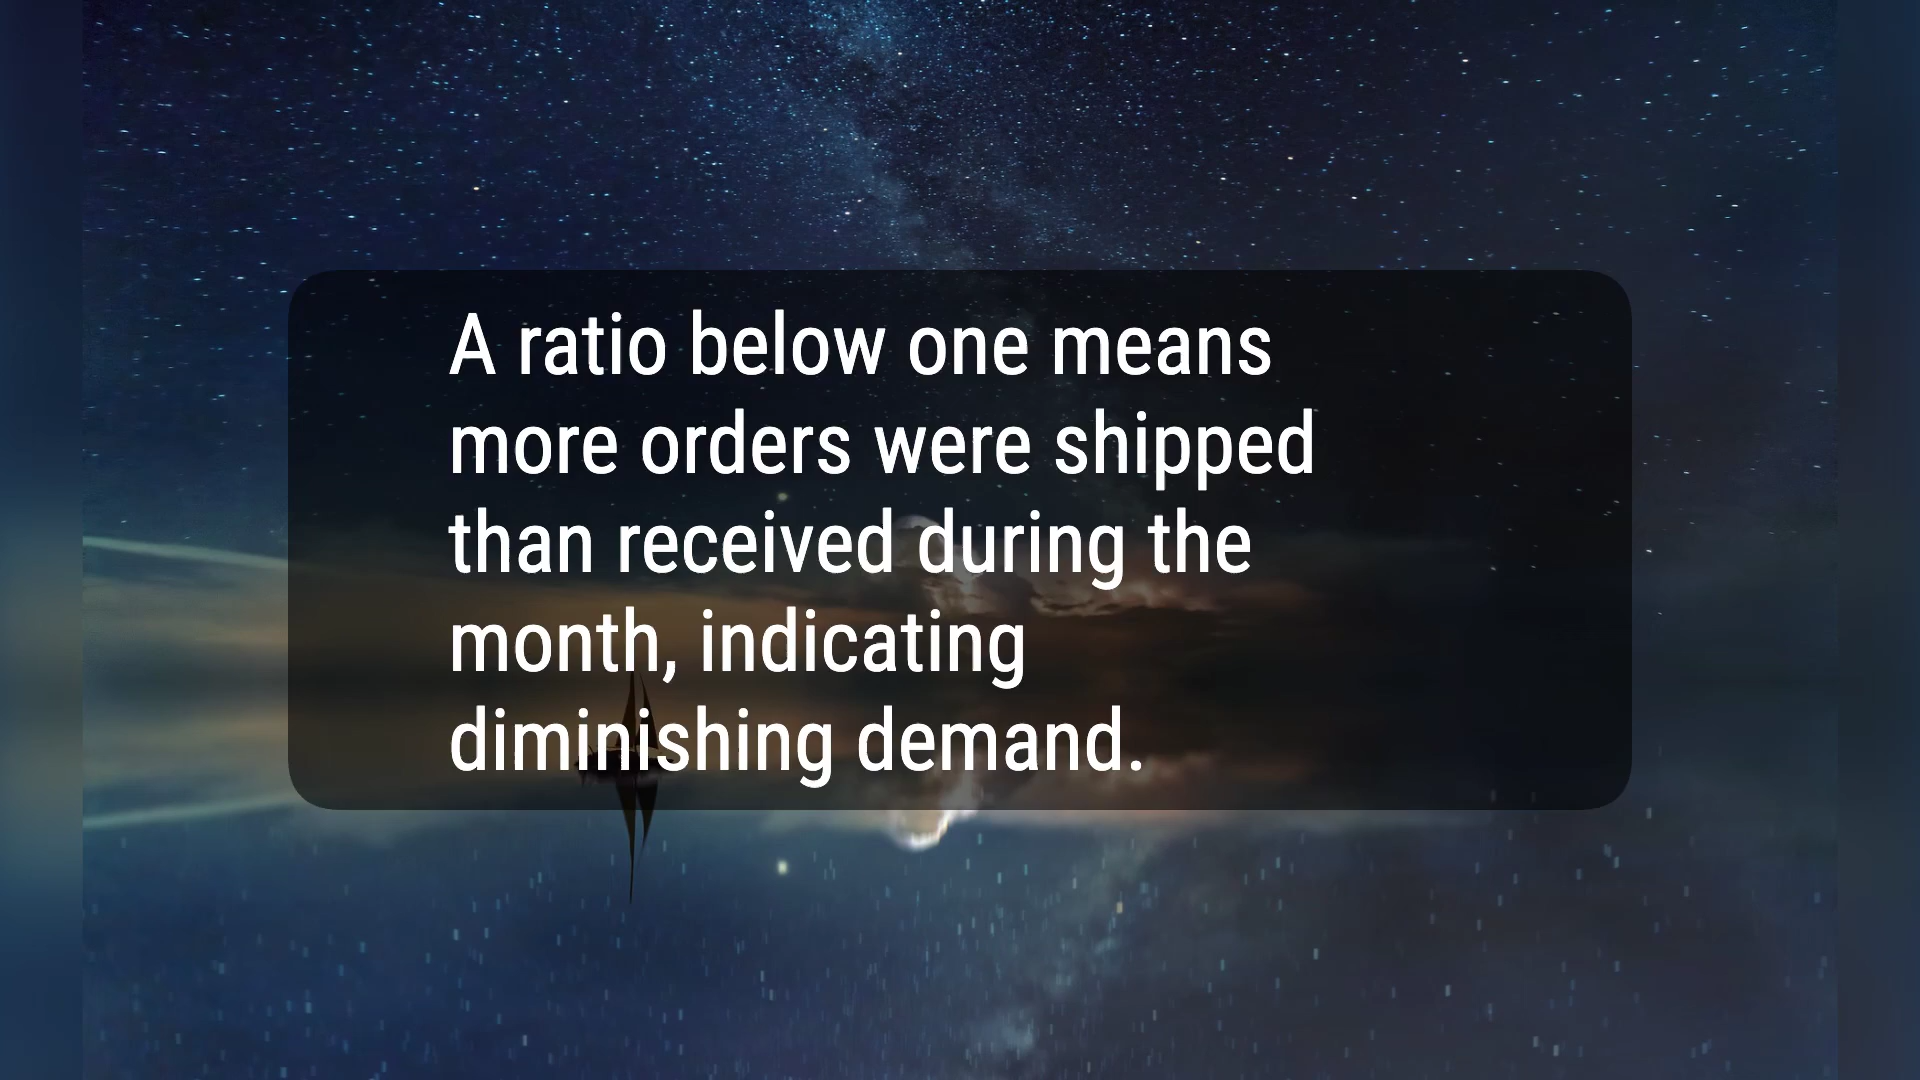 A ratio below one means
more orders were shipped
than received during the
month, indicating
diminishing demand.